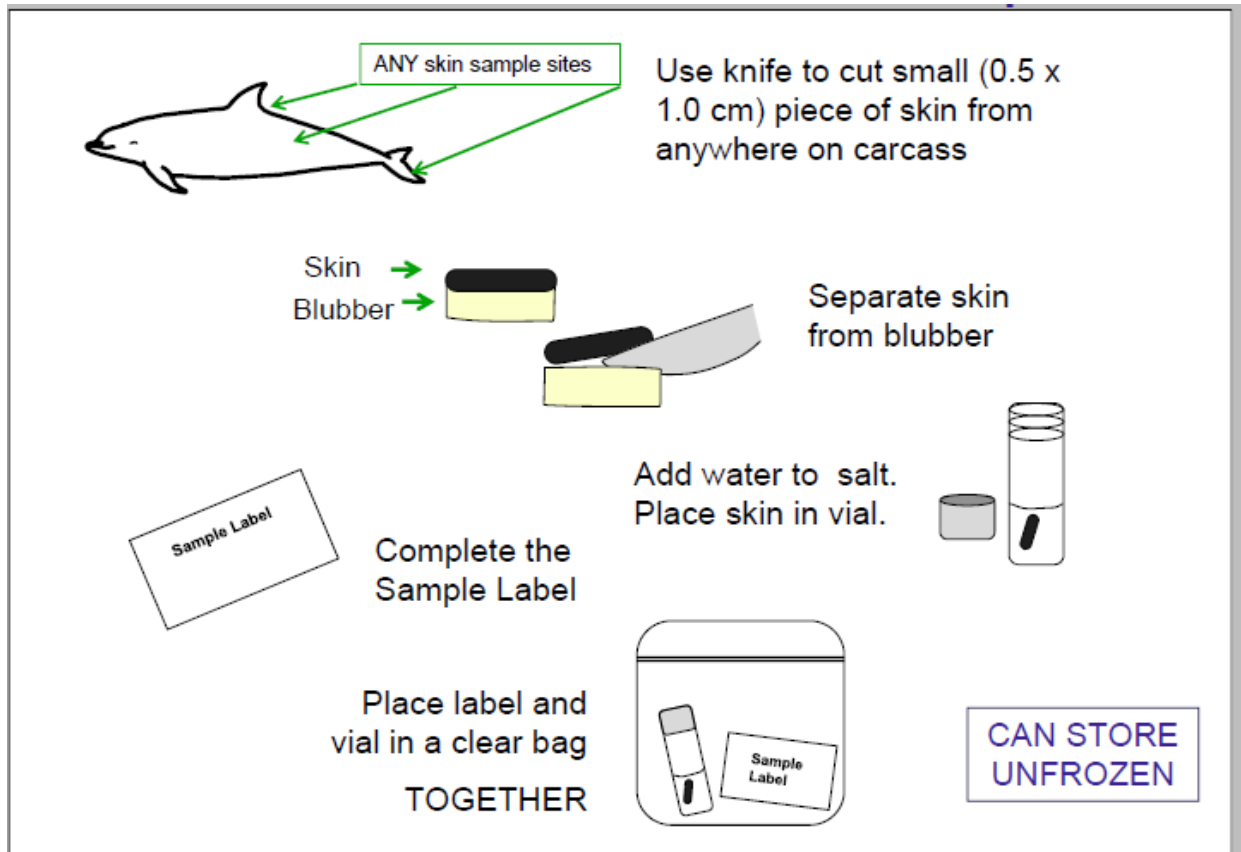 ANY skin sample sites
Use knife to cut small (0.5 x
1.0 cm) piece of skin from
anywhere on carcass
Skin
Blubber
Separate skin
from blubber
Add water to  salt.
Place skin in vial.
Sample Label
Complete the
Sample Label
Place label and
vial in a clear bag
TOGETHER
Sample
Label
CAN STORE
UNFROZEN